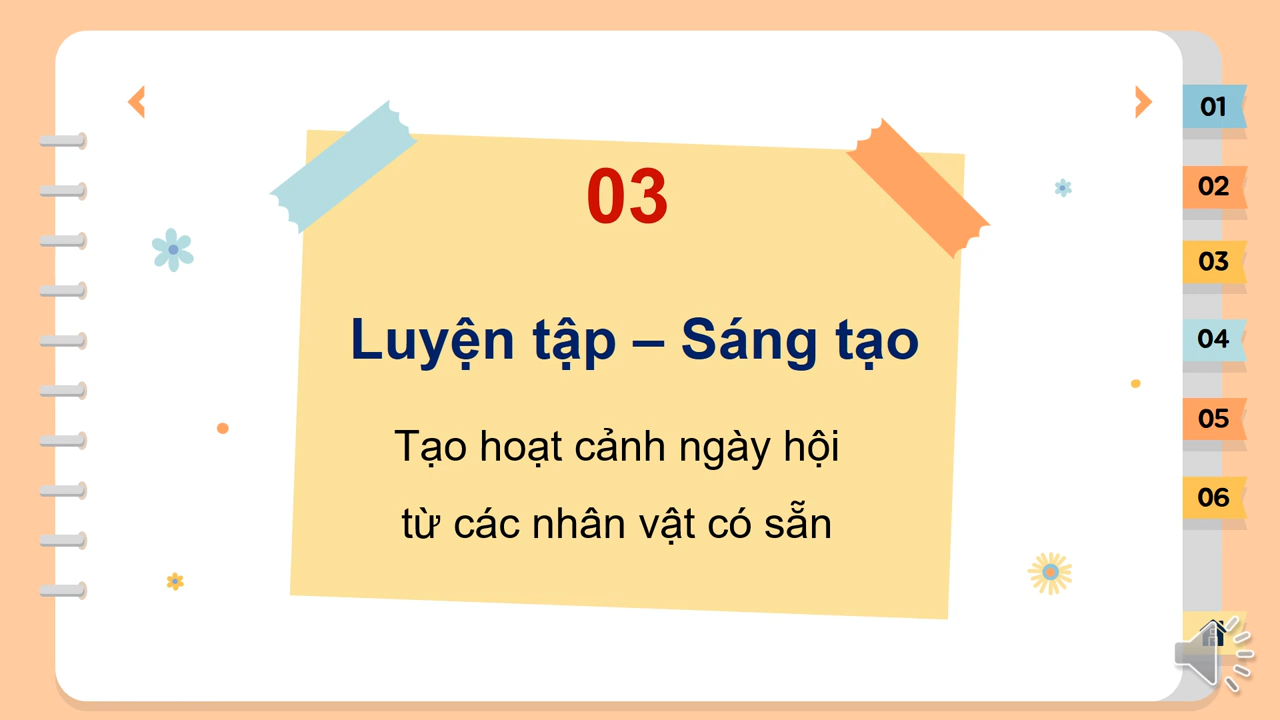 03
Luyện tập – Sáng tạo
Tạo hoạt cảnh ngày hội
từ các nhân vật có sẵn
01
02
03
04
05
06